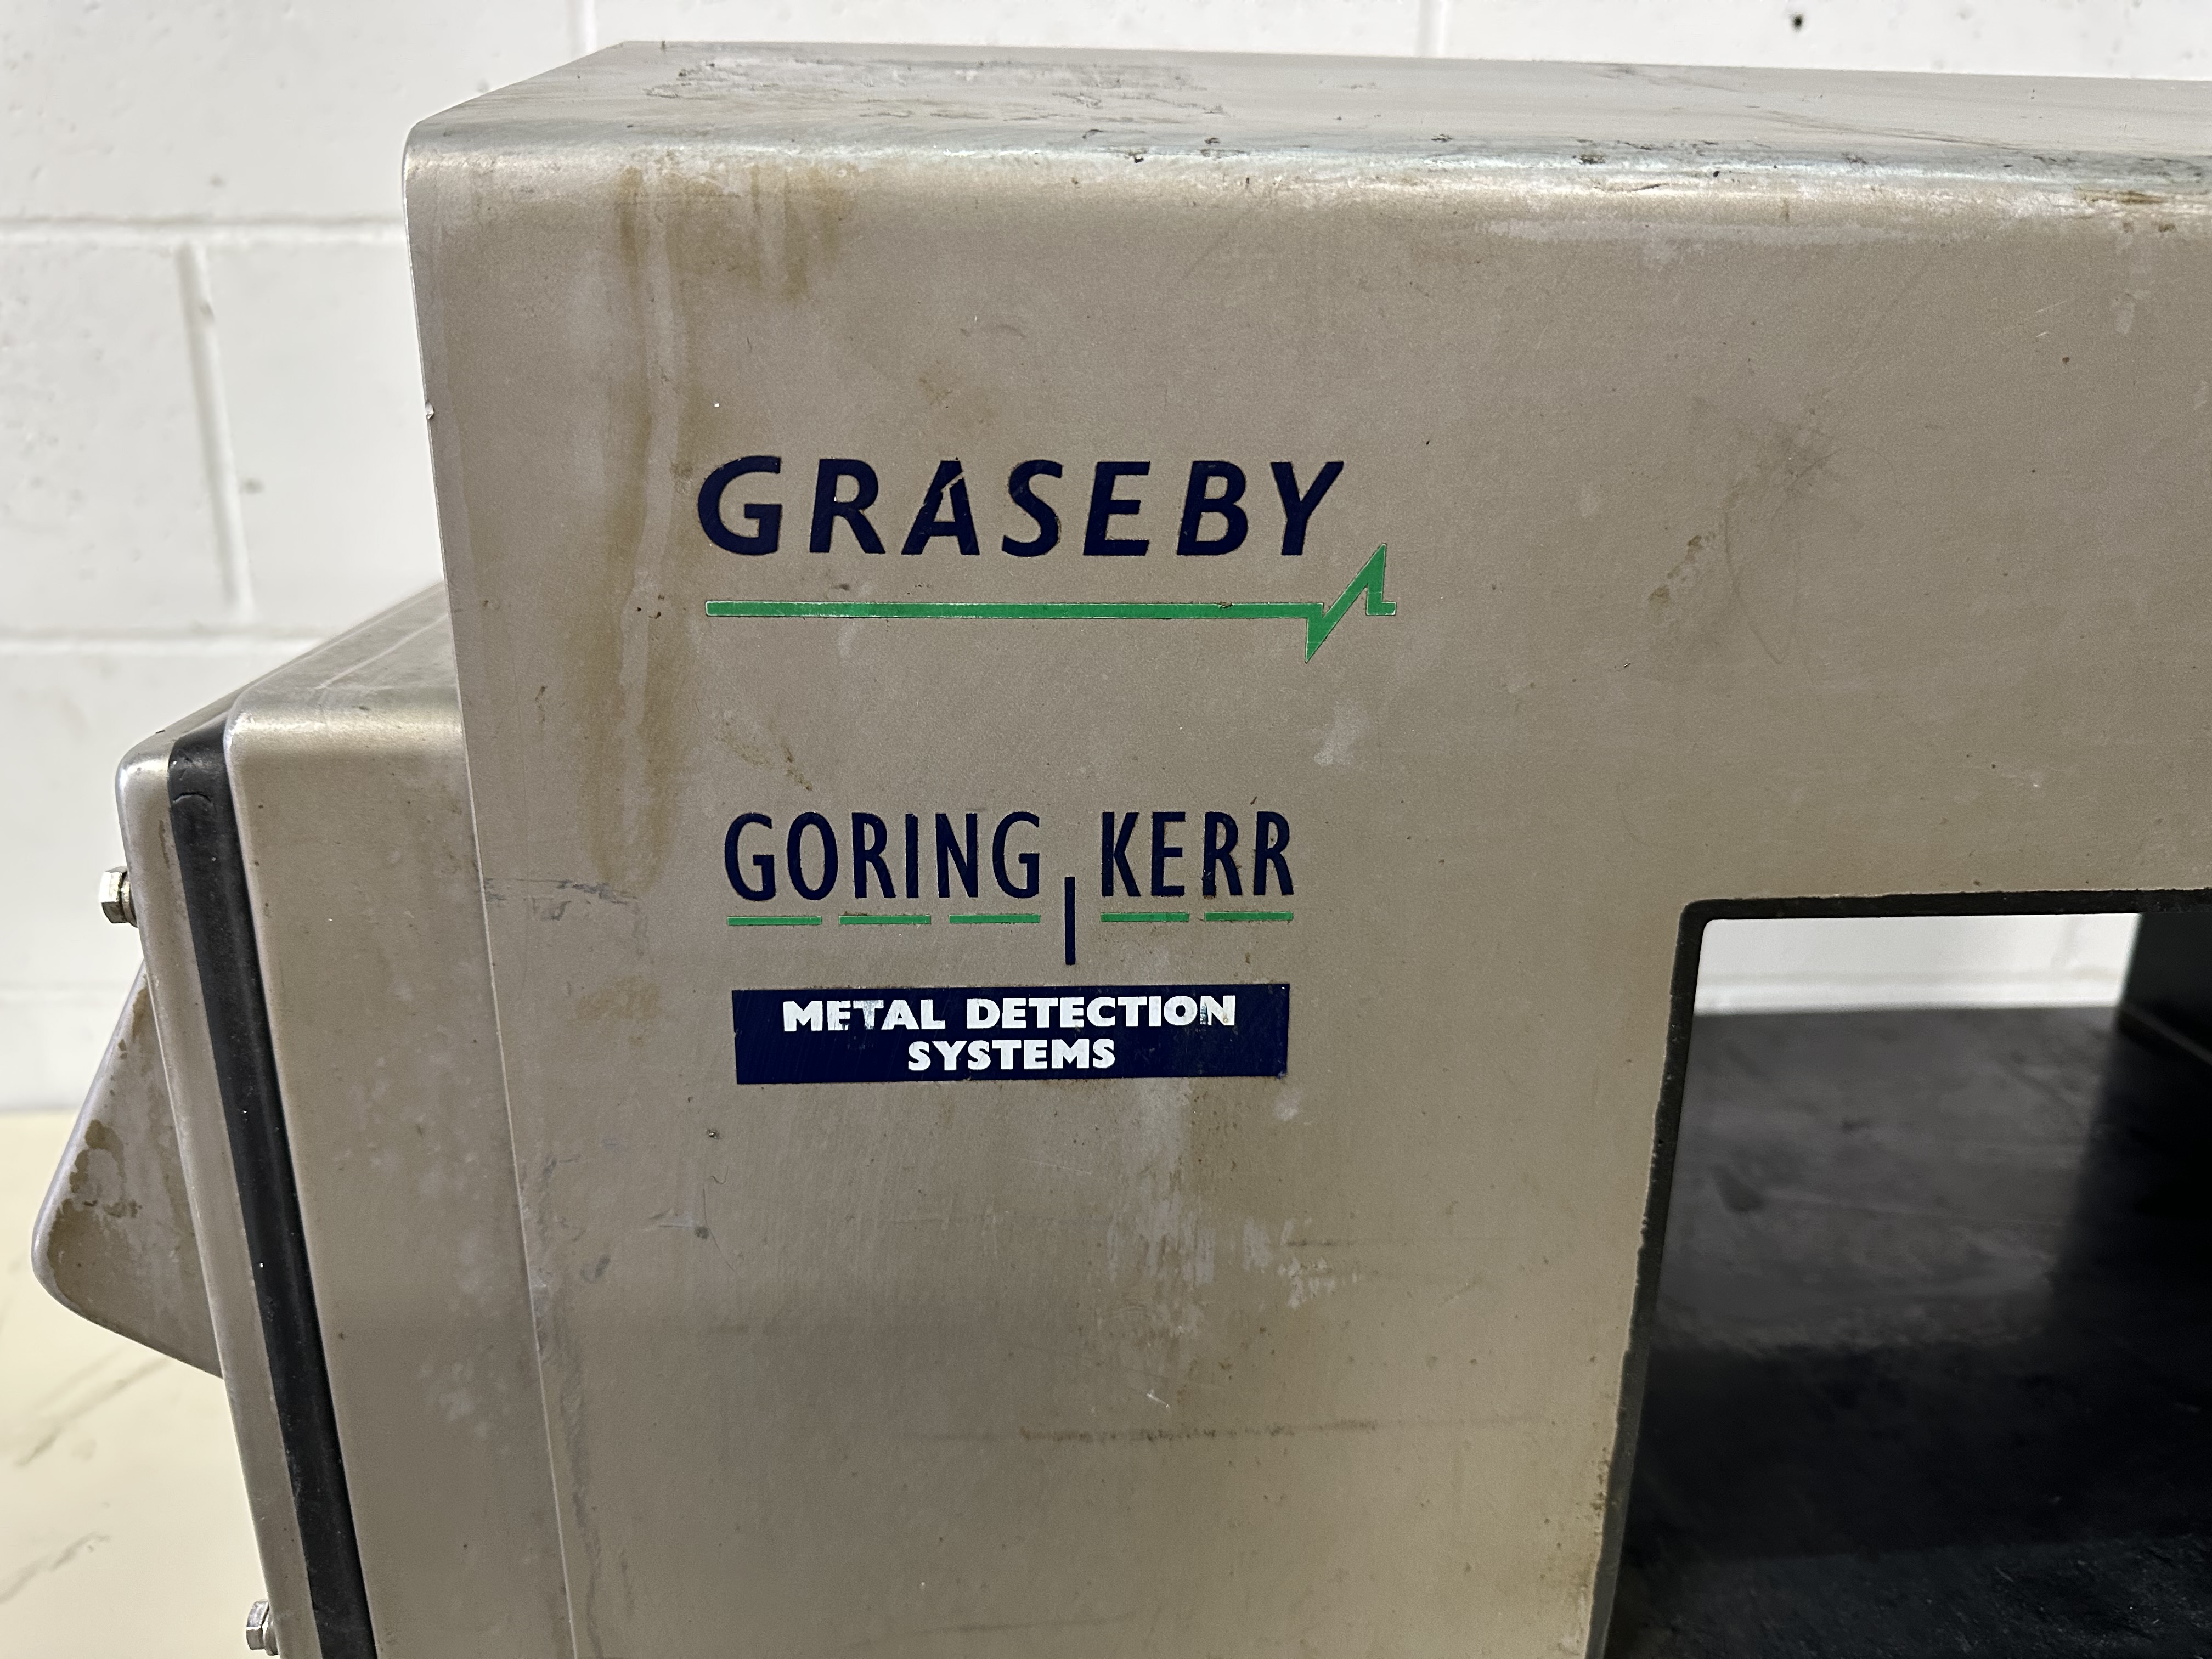 GRASEBY
GORING KERR
METAL DETECTION
SYSTEMS